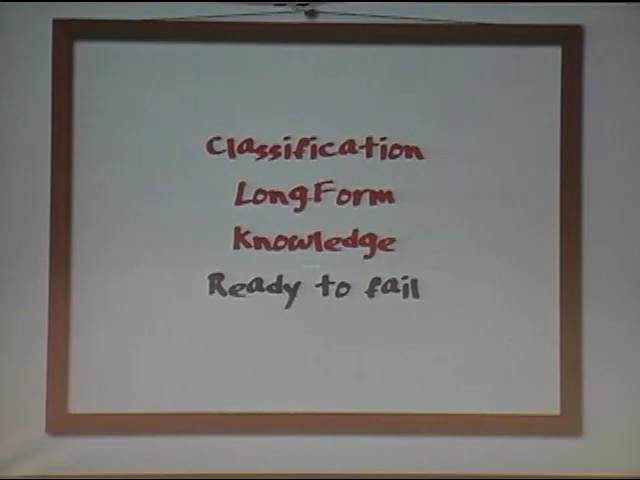 Classification
Long Form
Knowledge
Ready to fail